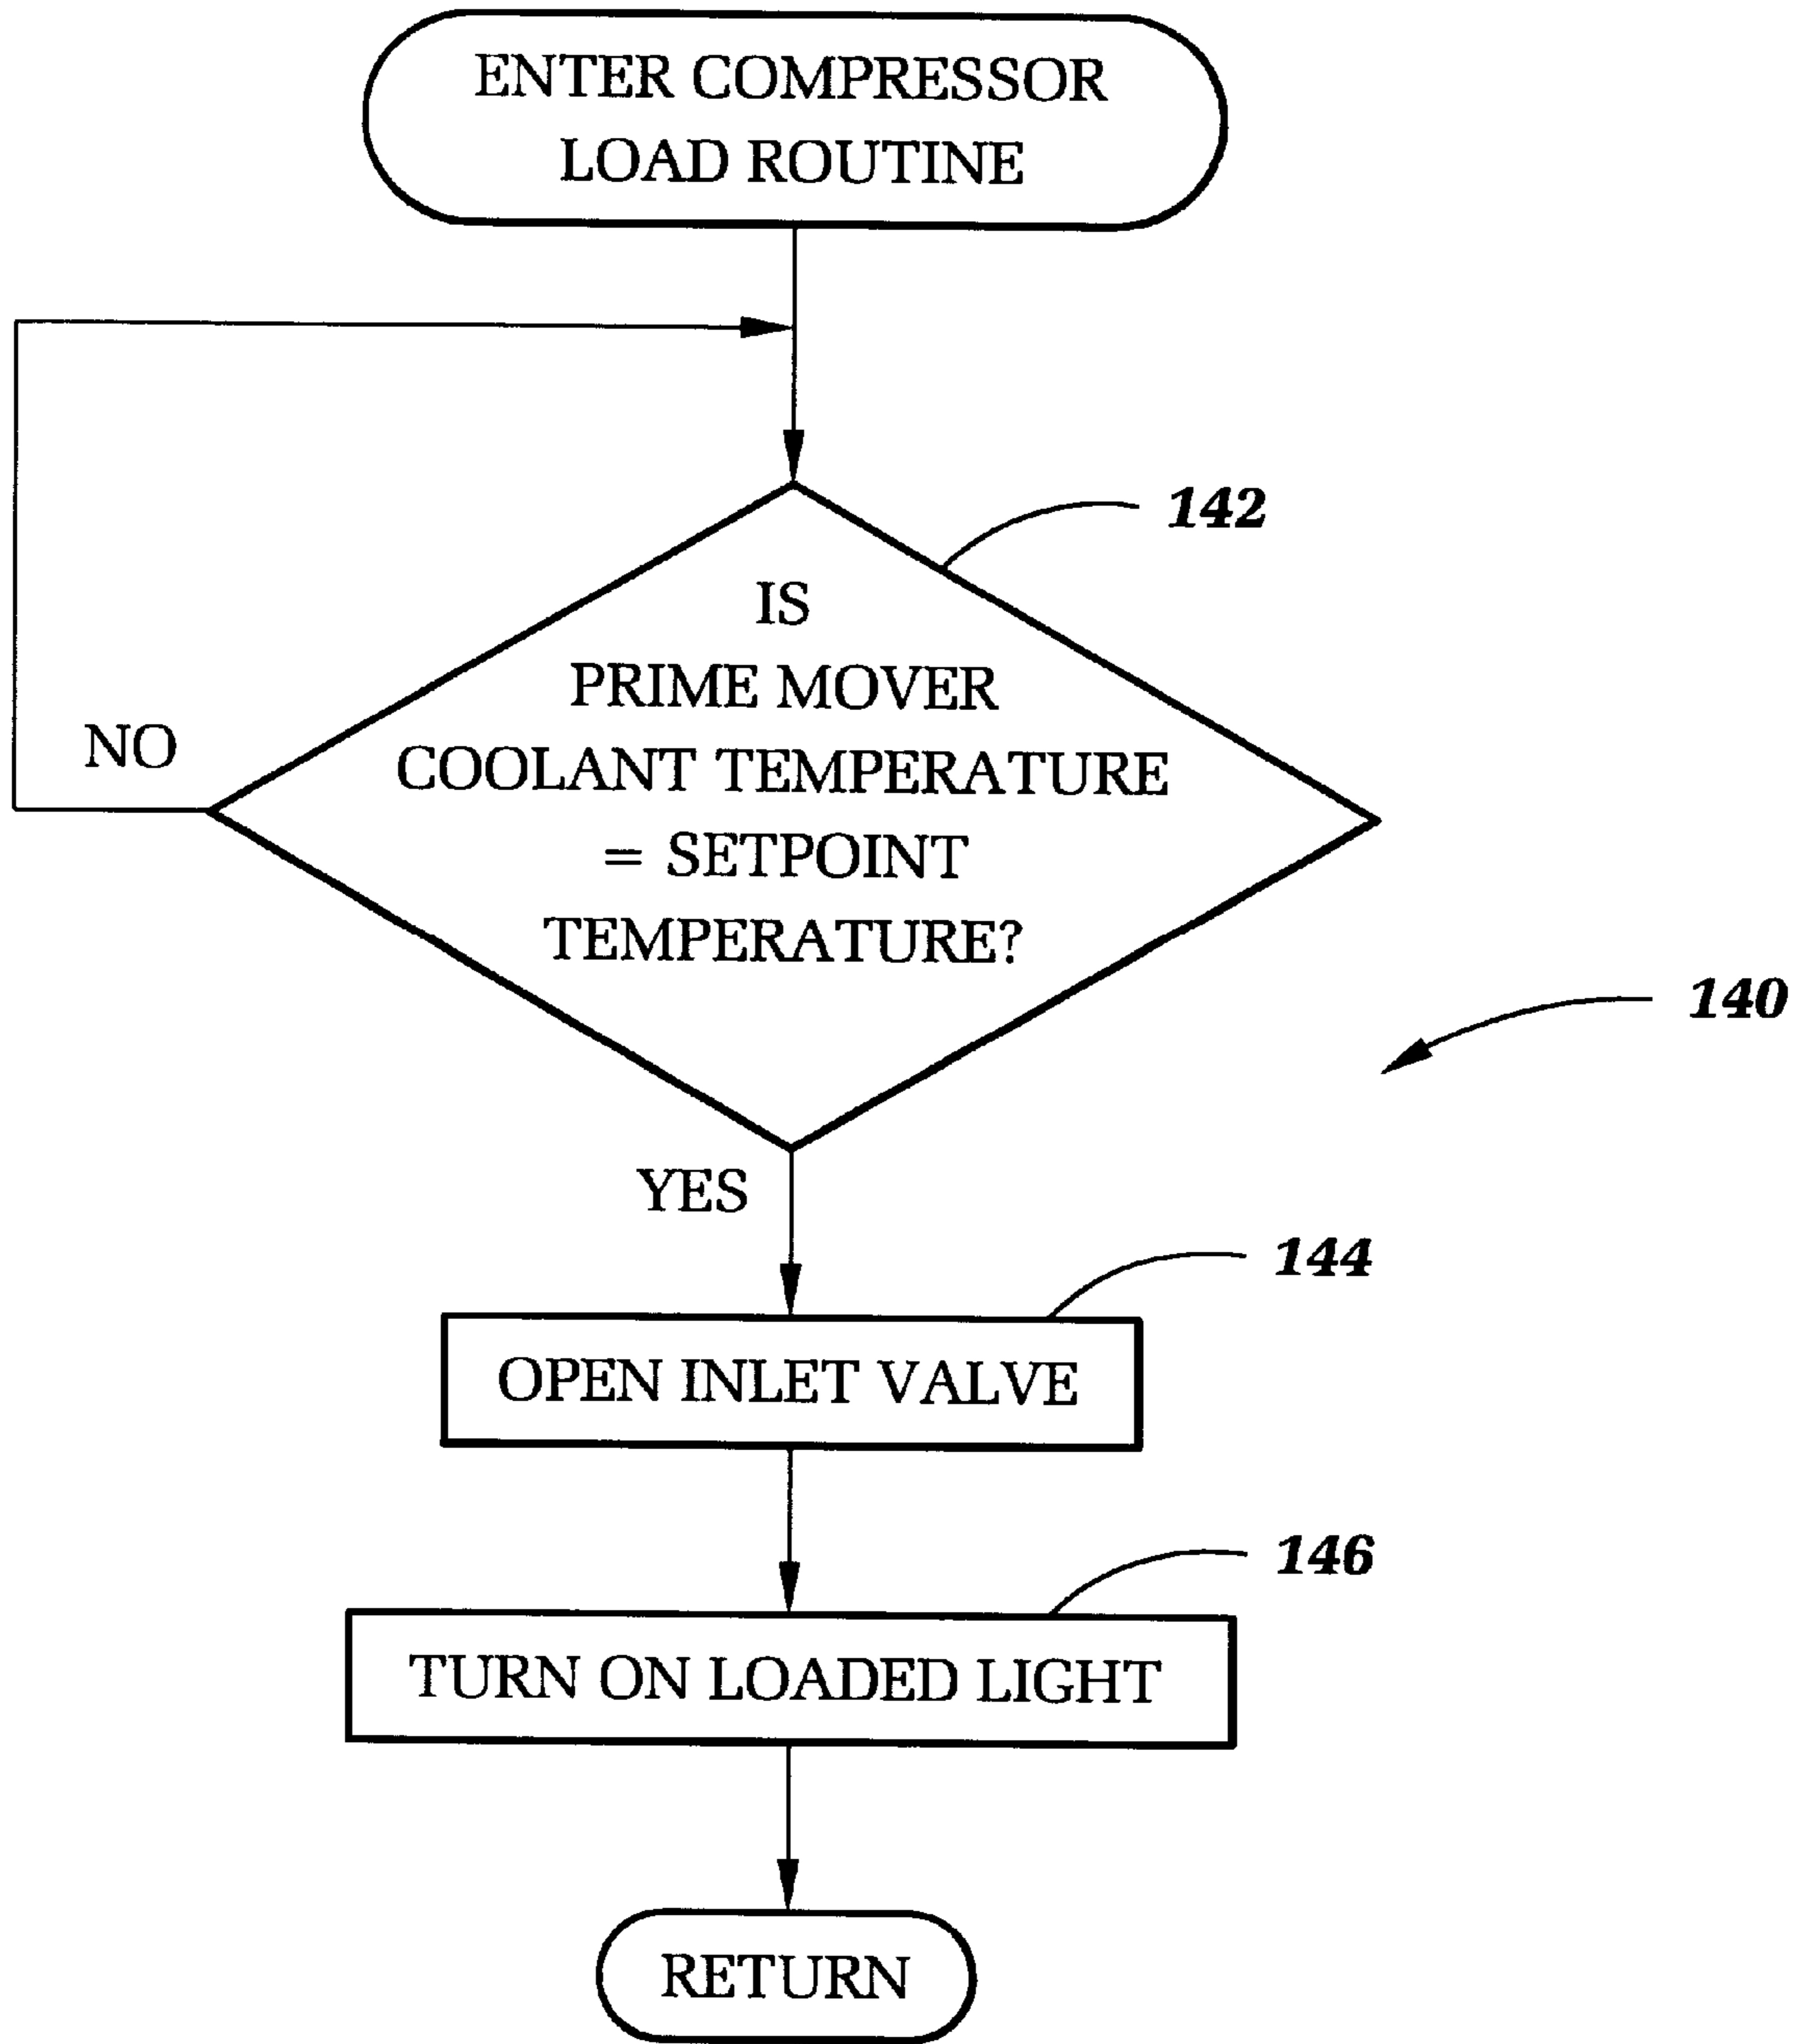 ENTER COMPRESSOR
LOAD ROUTINE
142
IS
PRIME MOVER
COOLANT TEMPERATURE
= SETPOINT
TEMPERATURE?
NO
140
YES
144
OPEN INLET VALVE
146
TURN ON LOADED LIGHT
RETURN